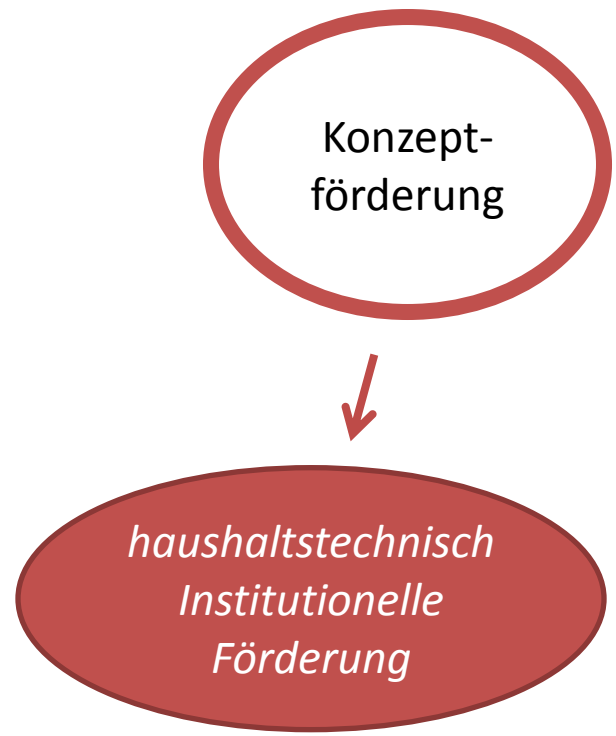 Konzept-
förderung
haushaltstechnisch
Institutionelle
Förderung